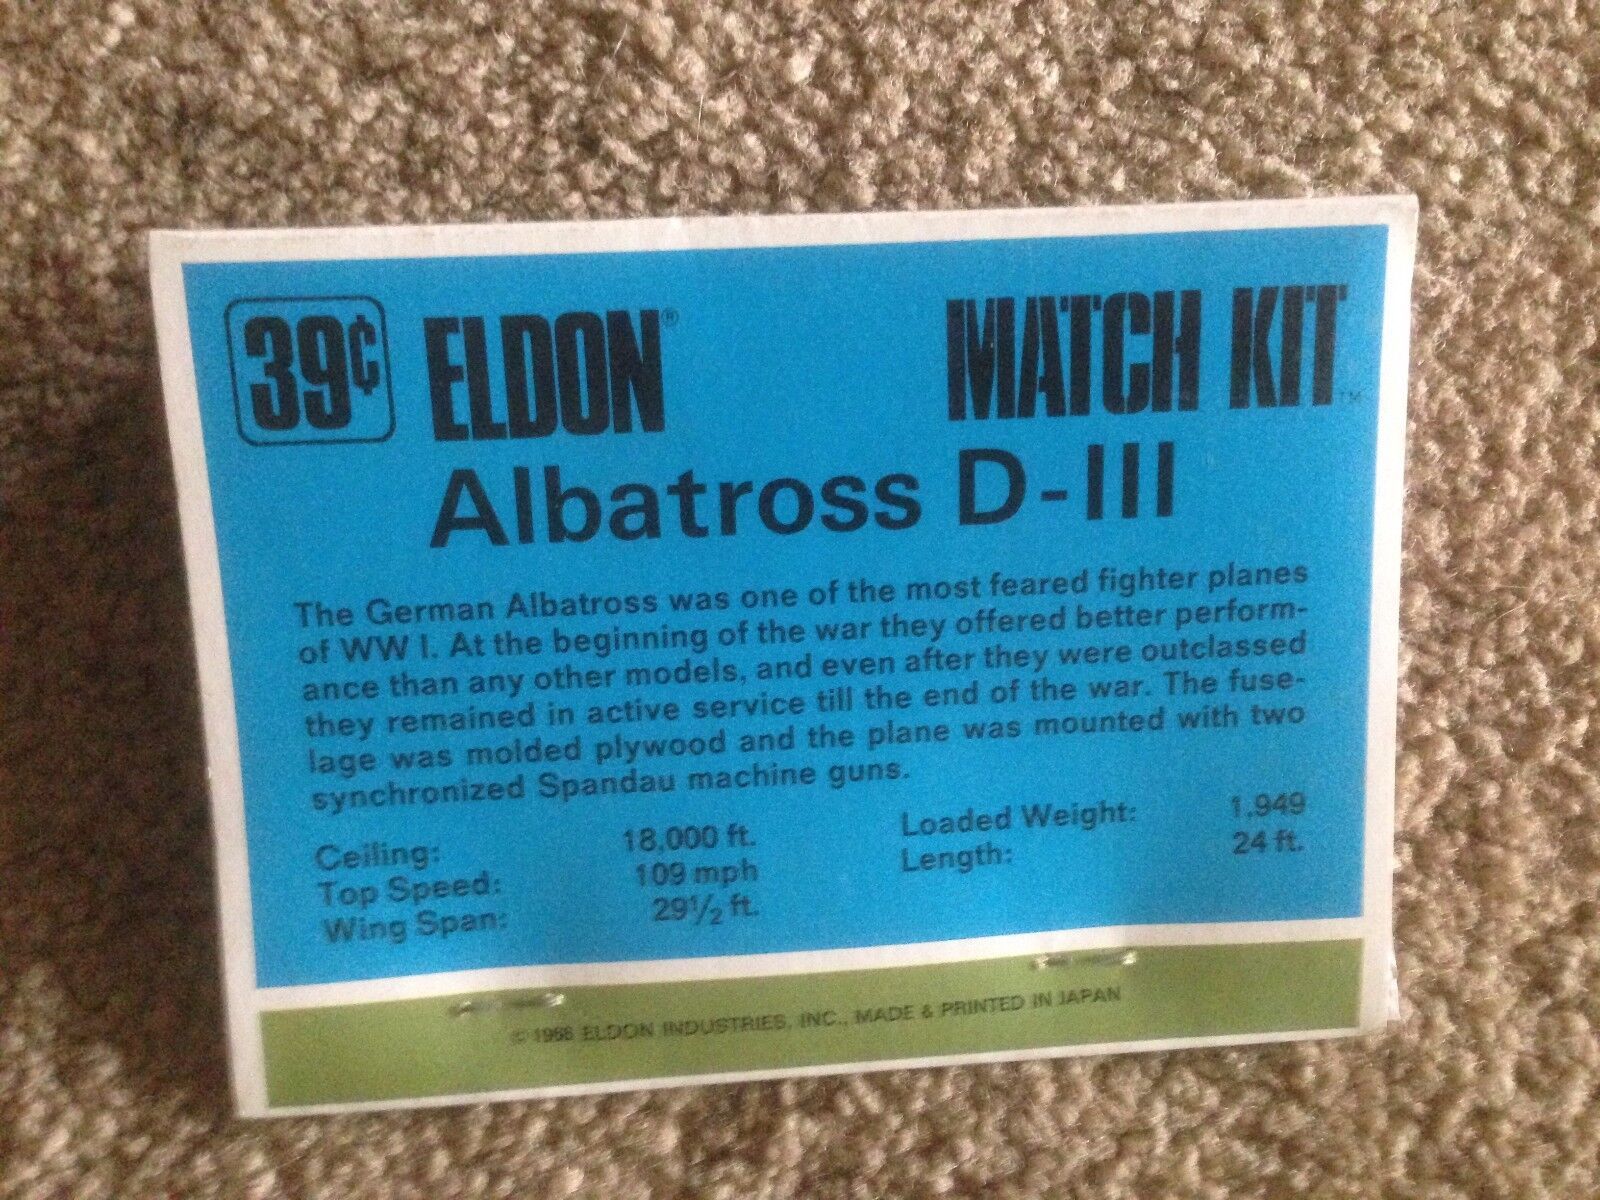 39¢ ELDON® MATCH KIT™
Albatross D-III
The German Albatross was one of the most feared fighter planes
of WW I. At the beginning of the war they offered better perform-
ance than any other models, and even after they were outclassed
they remained in active service till the end of the war. The fuse-
lage was molded plywood and the plane was mounted with two
synchronized Spandau machine guns.
Ceiling: 18,000 ft. Loaded Weight: 1,949
Top Speed: 109 mph Length: 24 ft.
Wing Span: 29½ ft.
© ELDON INDUSTRIES, INC., MADE & PRINTED IN JAPAN